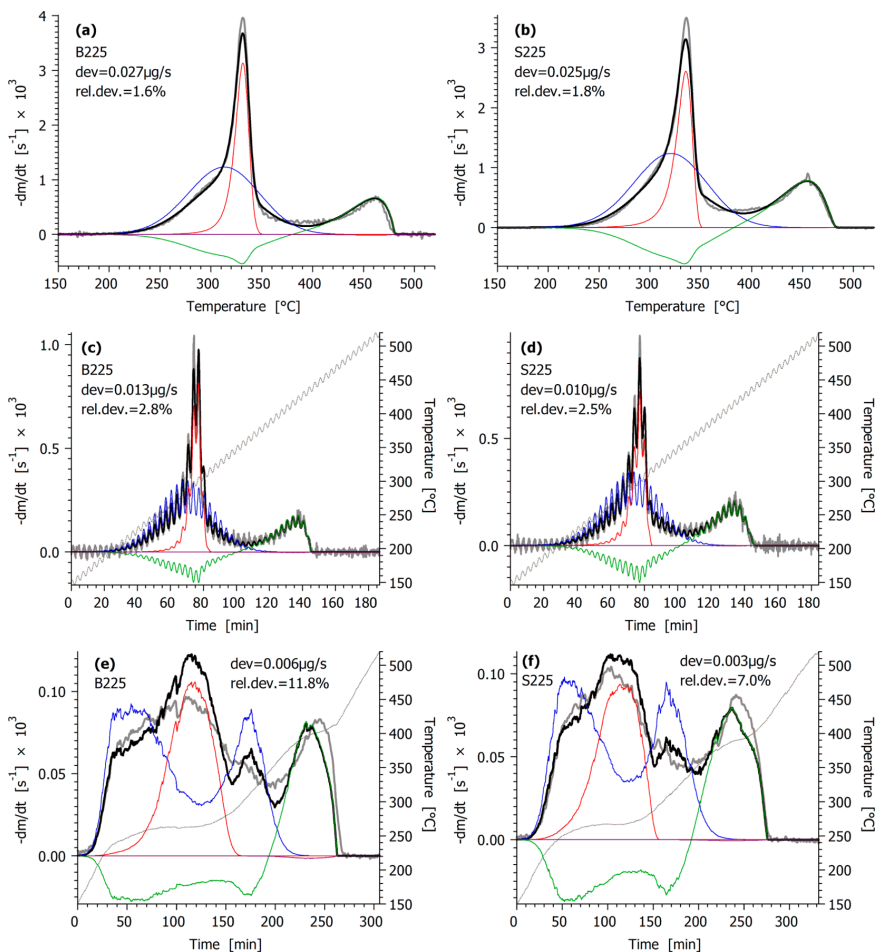 (a)
B225
dev=0.027µg/s
rel.dev.=1.6%
-dm/dt [s⁻¹] × 10³
4
3
2
1
0
150 200 250 300 350 400 450 500
Temperature [°C]
(b)
S225
dev=0.025µg/s
rel.dev.=1.8%
-dm/dt [s⁻¹] × 10³
3
2
1
0
150 200 250 300 350 400 450 500
Temperature [°C]
(c)
B225
dev=0.013µg/s
rel.dev.=2.8%
-dm/dt [s⁻¹] × 10³
1.0
0.5
0.0
500
450
400
350
300
250
200
150
Temperature [°C]
0 20 40 60 80 100 120 140 160 180
Time [min]
(d)
S225
dev=0.010µg/s
rel.dev.=2.5%
-dm/dt [s⁻¹] × 10³
0.5
0.0
500
450
400
350
300
250
200
150
Temperature [°C]
0 20 40 60 80 100 120 140 160 180
Time [min]
(e)
B225
dev=0.006µg/s
rel.dev.=11.8%
-dm/dt [s⁻¹] × 10³
0.10
0.05
0.00
500
450
400
350
300
250
200
150
Temperature [°C]
0 50 100 150 200 250 300
Time [min]
(f)
S225
dev=0.003µg/s
rel.dev.=7.0%
-dm/dt [s⁻¹] × 10³
0.10
0.05
0.00
500
450
400
350
300
250
200
150
Temperature [°C]
0 50 100 150 200 250 300
Time [min]